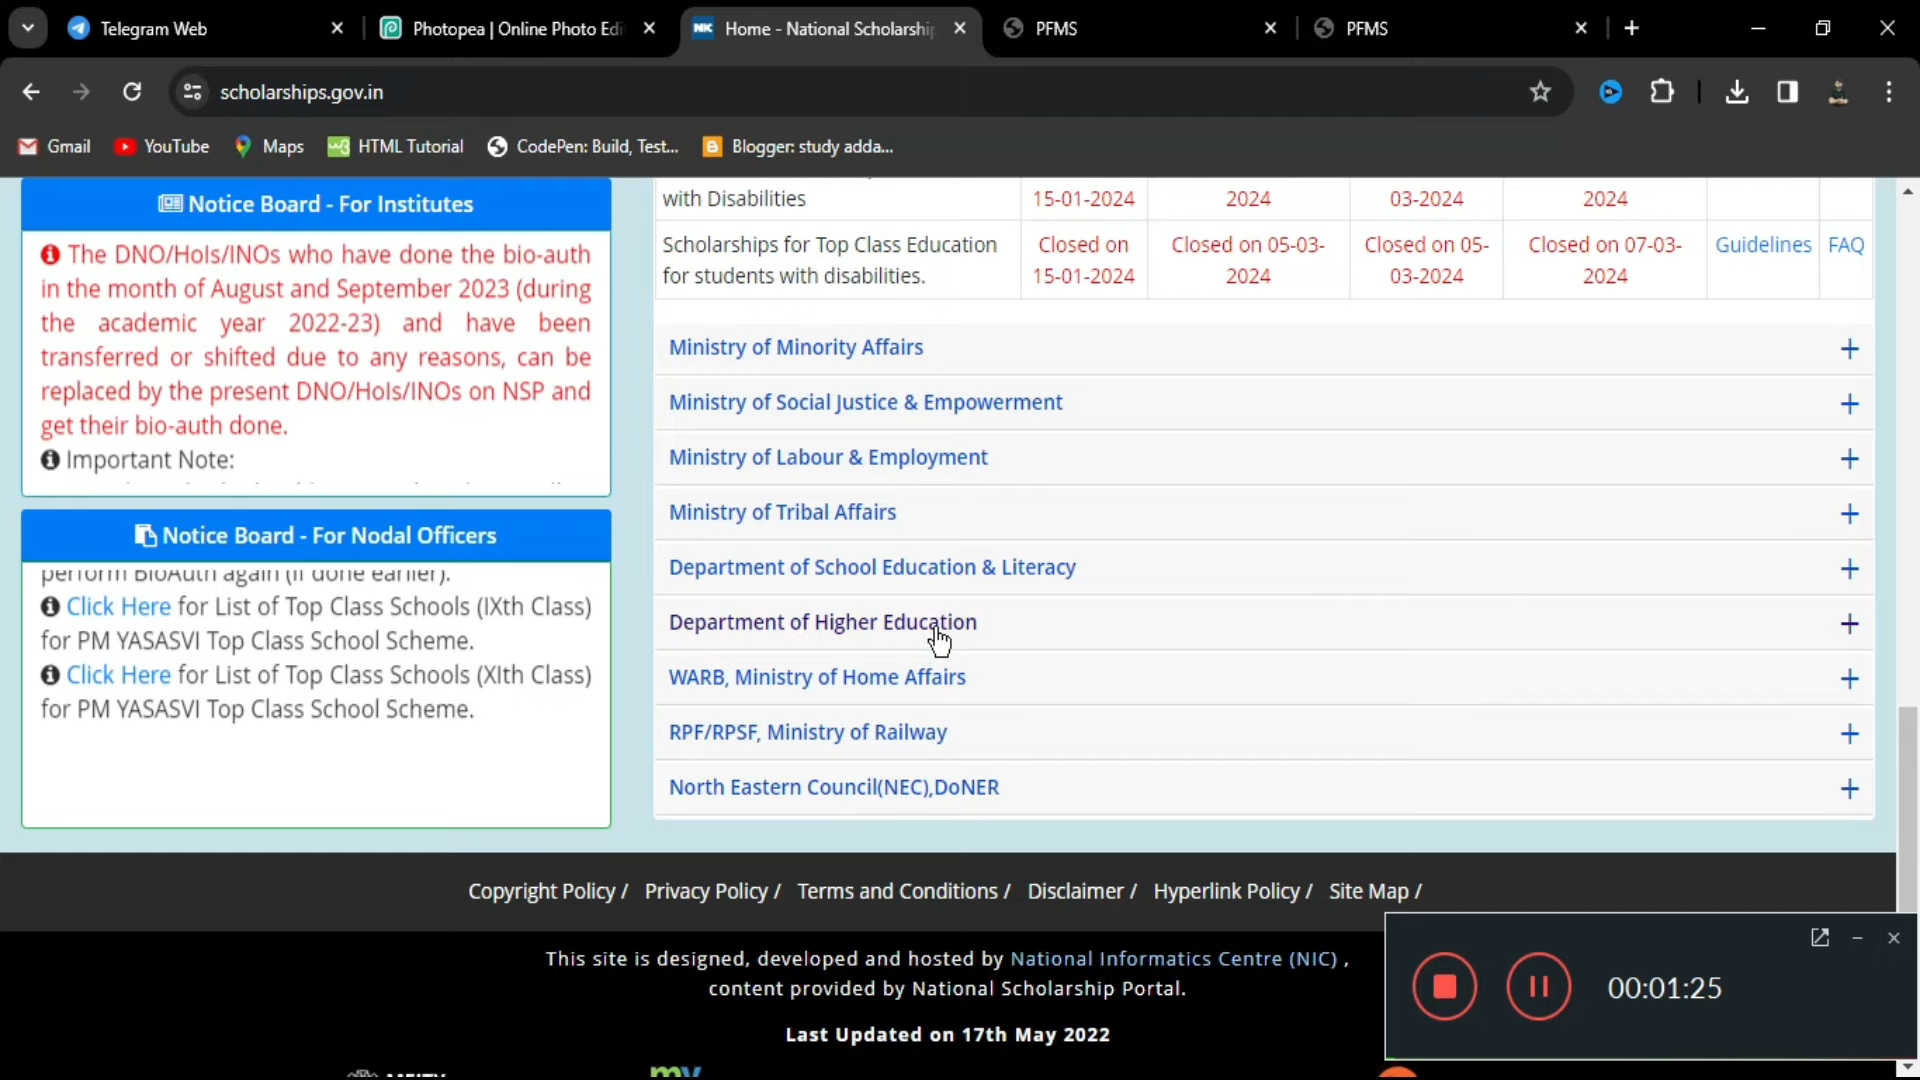 Telegram Web
Photopea | Online Photo Edi
Home - National Scholarship
PFMS
PFMS
scholarships.gov.in
Gmail
YouTube
Maps
HTML Tutorial
CodePen: Build, Test...
Blogger: study adda...
Notice Board - For Institutes
The DNO/HoIs/INOs who have done the bio-auth
in the month of August and September 2023 (during
the academic year 2022-23) and have been
transferred or shifted due to any reasons, can be
replaced by the present DNO/HoIs/INOs on NSP and
get their bio-auth done.
Important Note:
Notice Board - For Nodal Officers
perform BioAuth again (if done earlier).
Click Here for List of Top Class Schools (IXth Class)
for PM YASASVI Top Class School Scheme.
Click Here for List of Top Class Schools (XIth Class)
for PM YASASVI Top Class School Scheme.
with Disabilities 15-01-2024 2024 03-2024 2024
Scholarships for Top Class Education Closed on Closed on 05-03- Closed on 05- Closed on 07-03- Guidelines FAQ
for students with disabilities. 15-01-2024 2024 03-2024 2024
Ministry of Minority Affairs
Ministry of Social Justice & Empowerment
Ministry of Labour & Employment
Ministry of Tribal Affairs
Department of School Education & Literacy
Department of Higher Education
WARB, Ministry of Home Affairs
RPF/RPSF, Ministry of Railway
North Eastern Council(NEC),DoNER
Copyright Policy / Privacy Policy / Terms and Conditions / Disclaimer / Hyperlink Policy / Site Map /
This site is designed, developed and hosted by National Informatics Centre (NIC) ,
content provided by National Scholarship Portal.
Last Updated on 17th May 2022
00:01:25